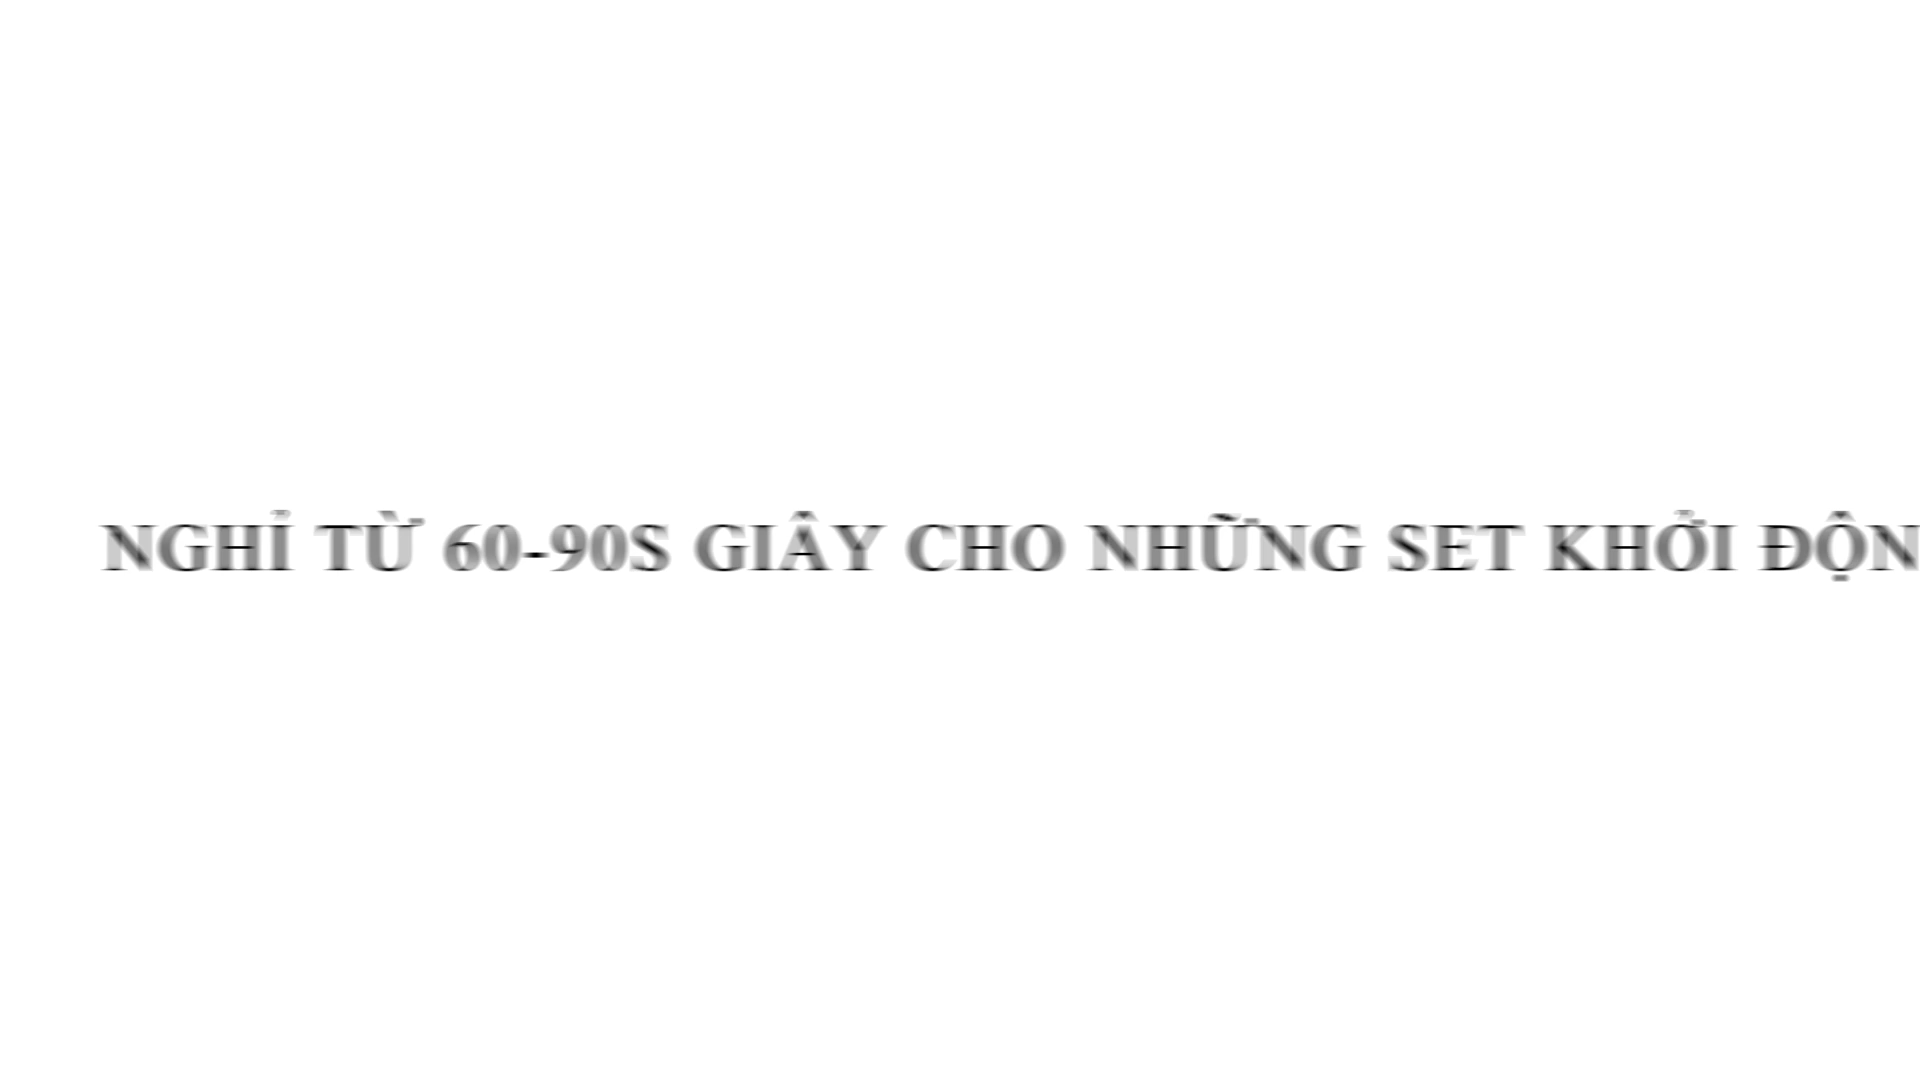 NGHỈ TỪ 60-90S GIÂY CHO NHỮNG SET KHỞI ĐỘN